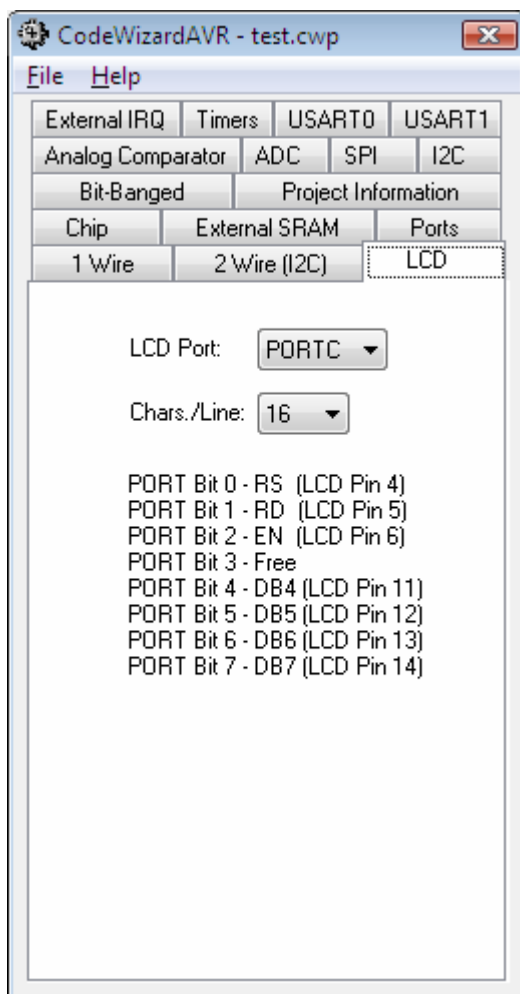 CodeWizardAVR - test.cwp
File Help
External IRQ Timers USART0 USART1
Analog Comparator ADC SPI I2C
Bit-Banged Project Information
Chip External SRAM Ports
1 Wire 2 Wire (I2C) LCD
LCD Port: PORTC
Chars./Line: 16
PORT Bit 0 - RS (LCD Pin 4)
PORT Bit 1 - RD (LCD Pin 5)
PORT Bit 2 - EN (LCD Pin 6)
PORT Bit 3 - Free
PORT Bit 4 - DB4 (LCD Pin 11)
PORT Bit 5 - DB5 (LCD Pin 12)
PORT Bit 6 - DB6 (LCD Pin 13)
PORT Bit 7 - DB7 (LCD Pin 14)